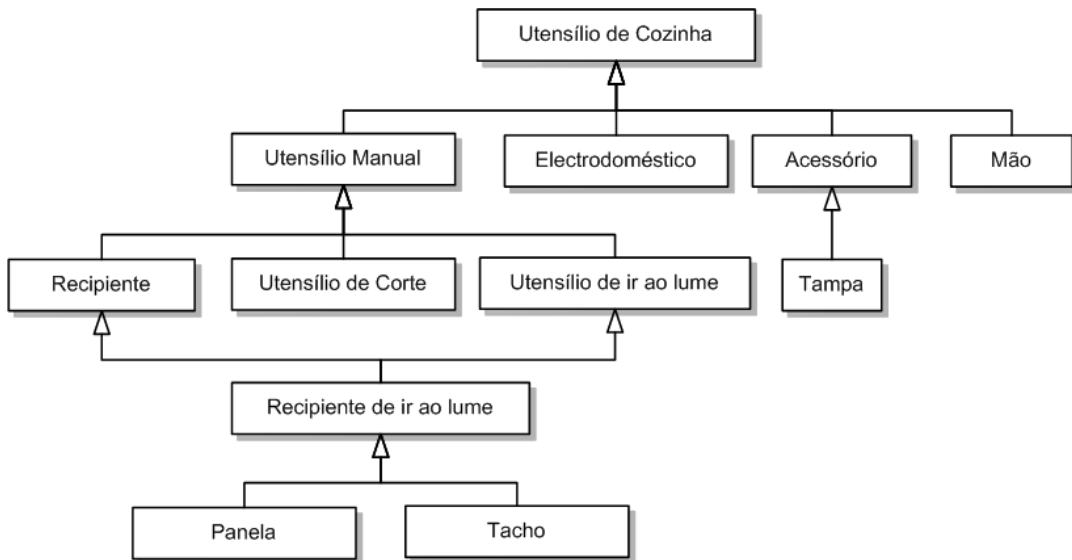 Utensílio de Cozinha
Utensílio Manual
Electrodoméstico
Acessório
Mão
Recipiente
Utensílio de Corte
Utensílio de ir ao lume
Tampa
Recipiente de ir ao lume
Panela
Tacho